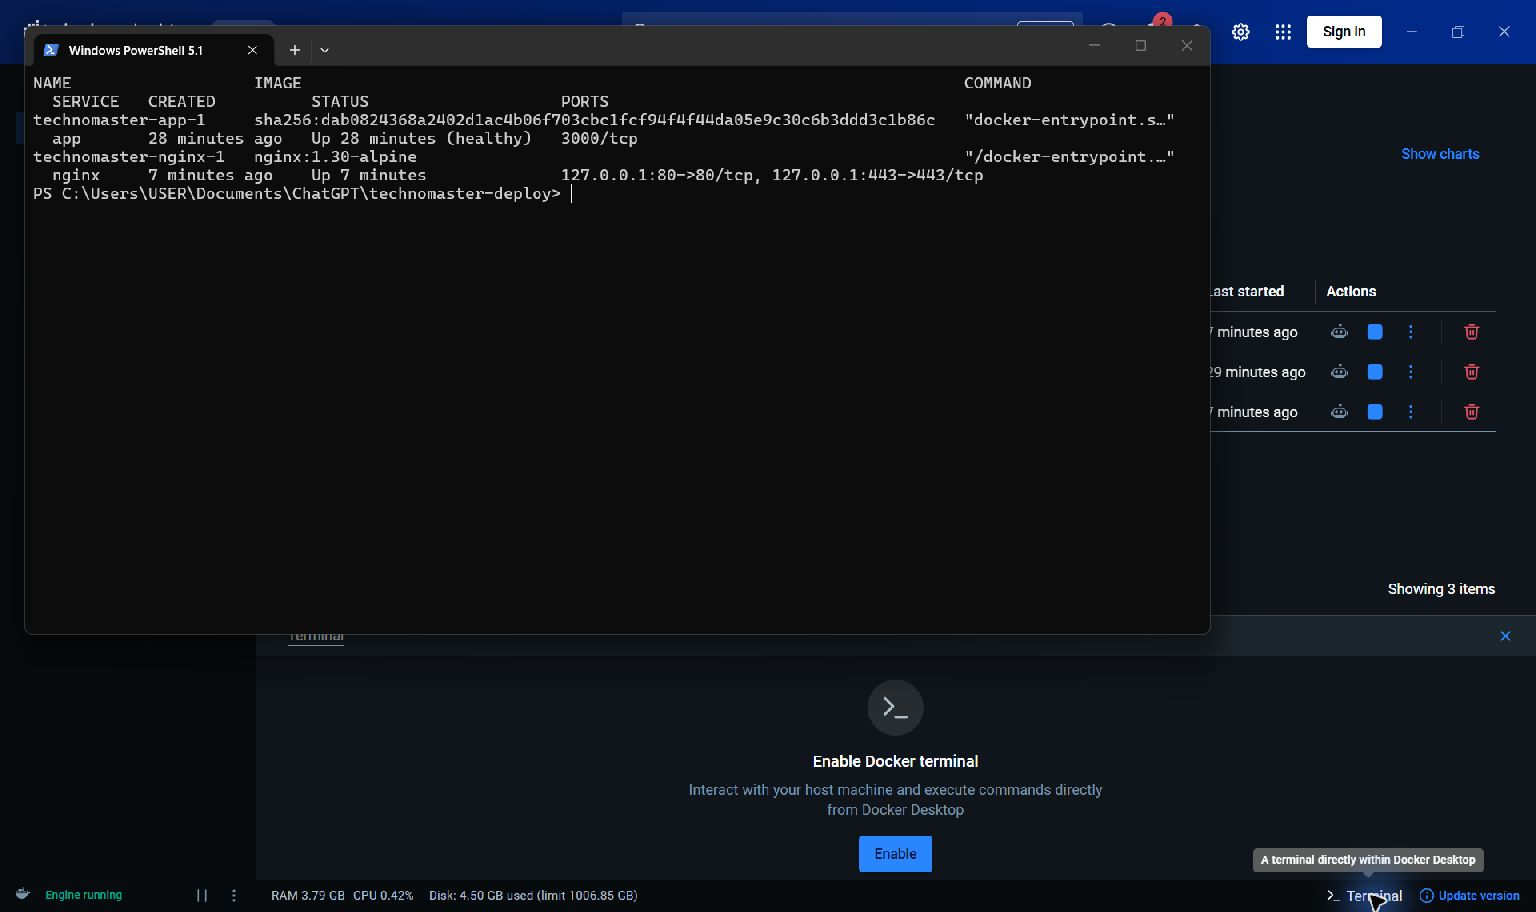 2
Sign in
Windows PowerShell 5.1
NAME IMAGE COMMAND
SERVICE CREATED STATUS PORTS
technomaster-app-1 sha256:dab0824368a2402d1ac4b06f703cbc1fcf94f4f44da05e9c30c6b3ddd3c1b86c "docker-entrypoint.s…"
app 28 minutes ago Up 28 minutes (healthy) 3000/tcp
technomaster-nginx-1 nginx:1.30-alpine "/docker-entrypoint.…"
nginx 7 minutes ago Up 7 minutes 127.0.0.1:80->80/tcp, 127.0.0.1:443->443/tcp
PS C:\Users\USER\Documents\ChatGPT\technomaster-deploy>
Show charts
Last started Actions
7 minutes ago
29 minutes ago
7 minutes ago
Showing 3 items
Terminal
Enable Docker terminal
Interact with your host machine and execute commands directly
from Docker Desktop
Enable
A terminal directly within Docker Desktop
Engine running
RAM 3.79 GB CPU 0.42% Disk: 4.50 GB used (limit 1006.85 GB)
Terminal
Update version